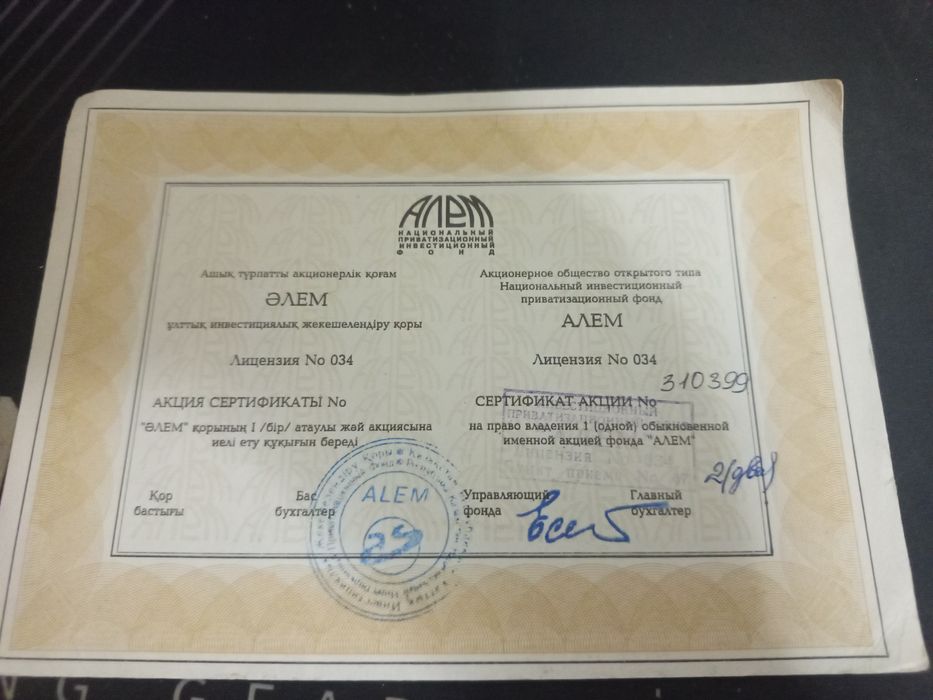 АЛЕМ
НАЦИОНАЛЬНЫЙ
ПРИВАТИЗАЦИОННЫЙ
ИНВЕСТИЦИОННЫЙ
ФОНД
Ашық түрпатты акционерлік қоғам
ӘЛЕМ
ұлттық инвестициялық жекешелендіру қоры
Лицензия No 034
АКЦИЯ СЕРТИФИКАТЫ No
"ӘЛЕМ" қорының 1 /бір/ атаулы жәй акциясына
иелі ету құқығын береді
Қор
бастығы
Бас
бухгалтер
Акционерное общество открытого типа
Национальный инвестиционный
приватизационный фонд
АЛЕМ
Лицензия No 034
310399
СЕРТИФИКАТ АКЦИИ No
на право владения 1 (одной) обыкновенной
именной акцией фонда "АЛЕМ"
2(два)
Управляющий
фонда
Главный
бухгалтер
ALEM